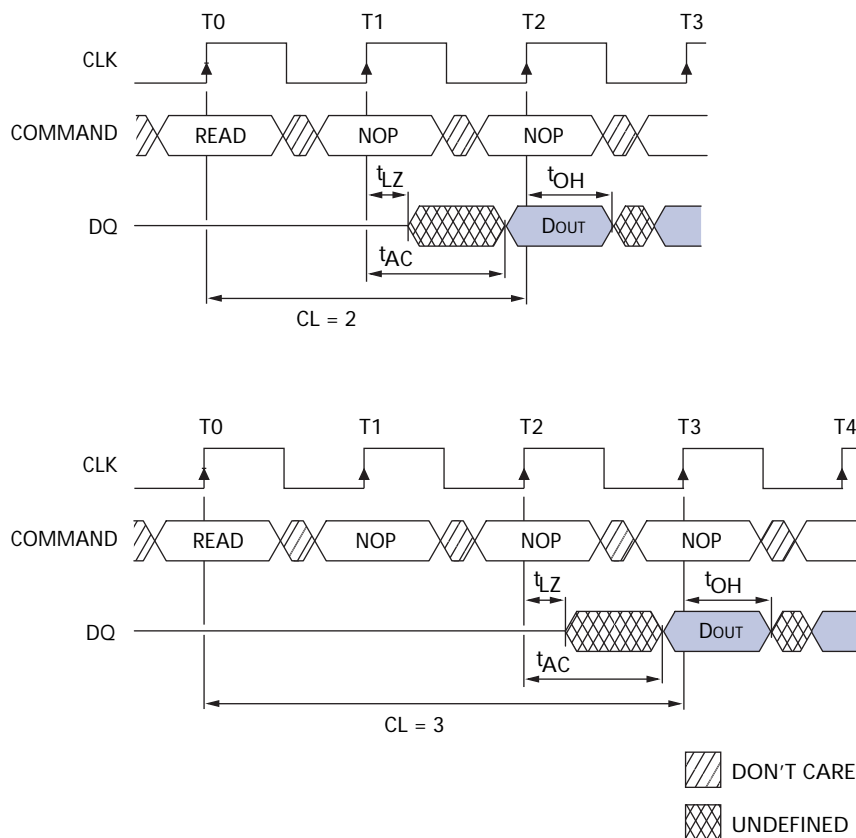 T0 T1 T2 T3
CLK
COMMAND READ NOP NOP
tLZ tOH
DQ DOUT
tAC
CL = 2
T0 T1 T2 T3 T4
CLK
COMMAND READ NOP NOP NOP
tLZ tOH
DQ DOUT
tAC
CL = 3
DON'T CARE
UNDEFINED